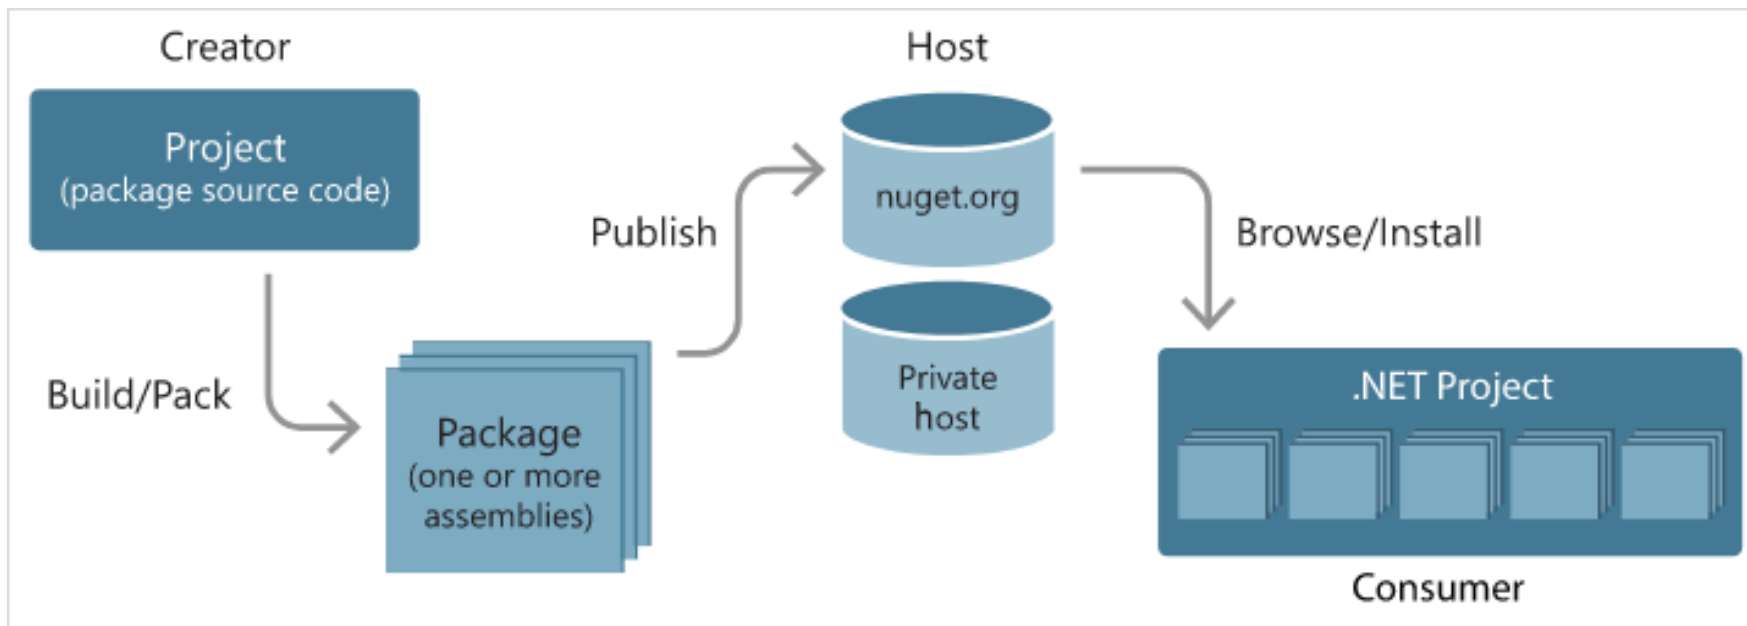 Creator
Project
(package source code)
Build/Pack
Package
(one or more
assemblies)
Publish
Host
nuget.org
Private
host
Browse/Install
.NET Project
Consumer